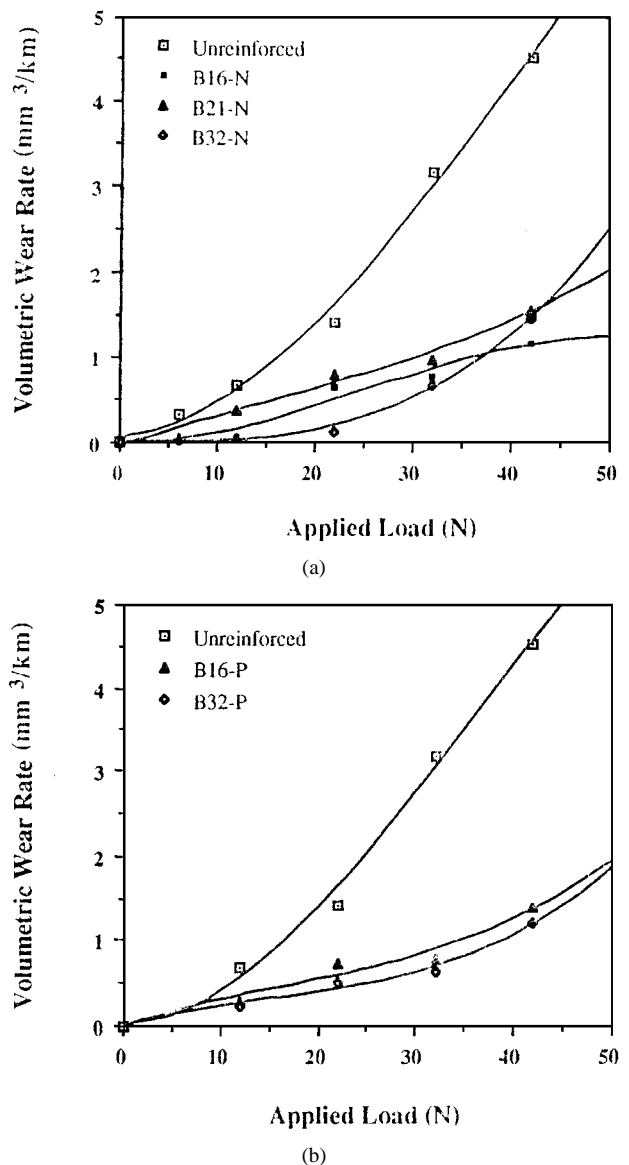 5
Unreinforced
B16-N
B21-N
B32-N
4
3
2
1
0
0 10 20 30 40 50
Volumetric Wear Rate (mm 3/km)
Applied Load (N)
(a)
5
Unreinforced
B16-P
B32-P
4
3
2
1
0
0 10 20 30 40 50
Volumetric Wear Rate (mm 3/km)
Applied Load (N)
(b)